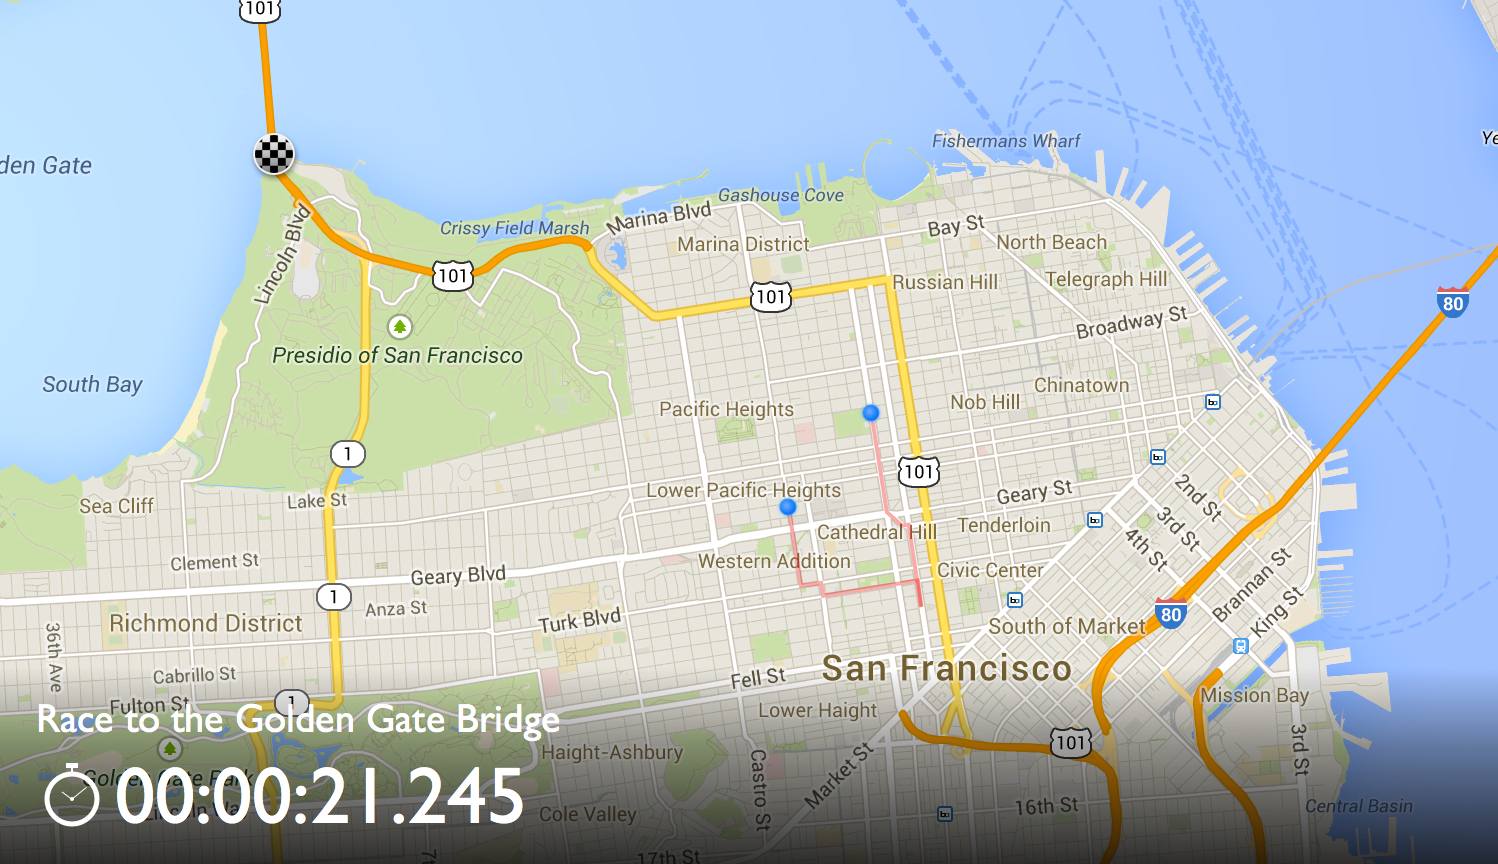 101
den Gate
Fishermans Wharf
Ye
Gashouse Cove
Crissy Field Marsh
Marina Blvd
Bay St
Lincoln Blvd
Marina District
North Beach
101
101
Russian Hill
Telegraph Hill
80
Broadway St
Presidio of San Francisco
South Bay
Chinatown
Pacific Heights
Nob Hill
1
101
Sea Cliff
Lake St
Lower Pacific Heights
Geary St
2nd St
3rd St
4th St
Cathedral Hill
Tenderloin
Clement St
Geary Blvd
Western Addition
Civic Center
Brannan St
King St
1
Anza St
Richmond District
Turk Blvd
South of Market
80
36th Ave
San Francisco
Cabrillo St
Fell St
Mission Bay
Fulton St
1
Lower Haight
Race to the Golden Gate Bridge
Haight-Ashbury
101
3rd St
Market St
Castro St
Golden Gate Park
00:00:21.245
Lincoln Wa
Cole Valley
16th St
Central Basin
17th St